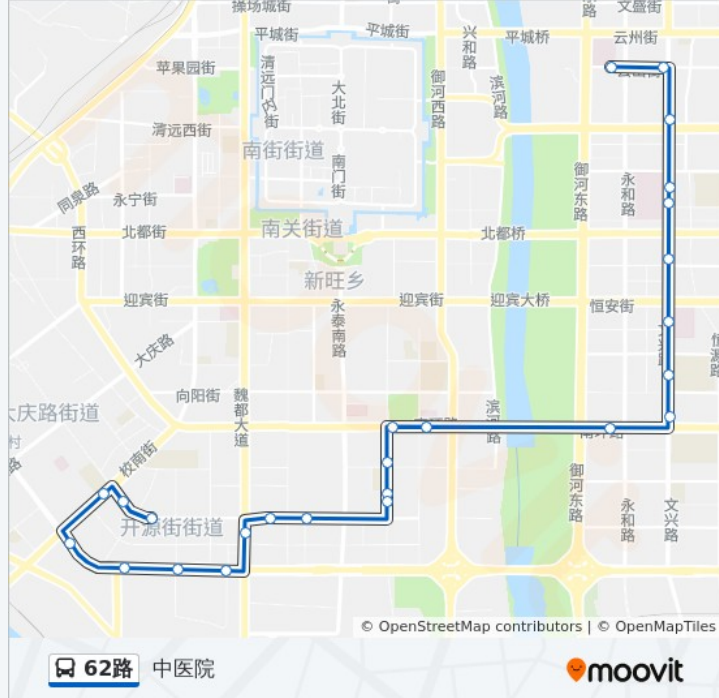 操场城街
平城街
平城街
兴和路
平城桥
路
文盛街
云州街
苹果园街
清远门街
大北街
御河西路
滨河路
清远西街
南街街道
南门街
御河东路
永和路
同泉路
永宁街
西环路
北都街
南关街道
北都桥
新旺乡
迎宾街
永泰南路
迎宾街
迎宾大桥
恒安街
大庆路
向阳街
魏都大道
滨河路
大庆路街道
村
路
校南街
开源街街道
御河东路
永和路
文兴路
© OpenStreetMap contributors | © OpenMapTiles
62路 中医院
moovit